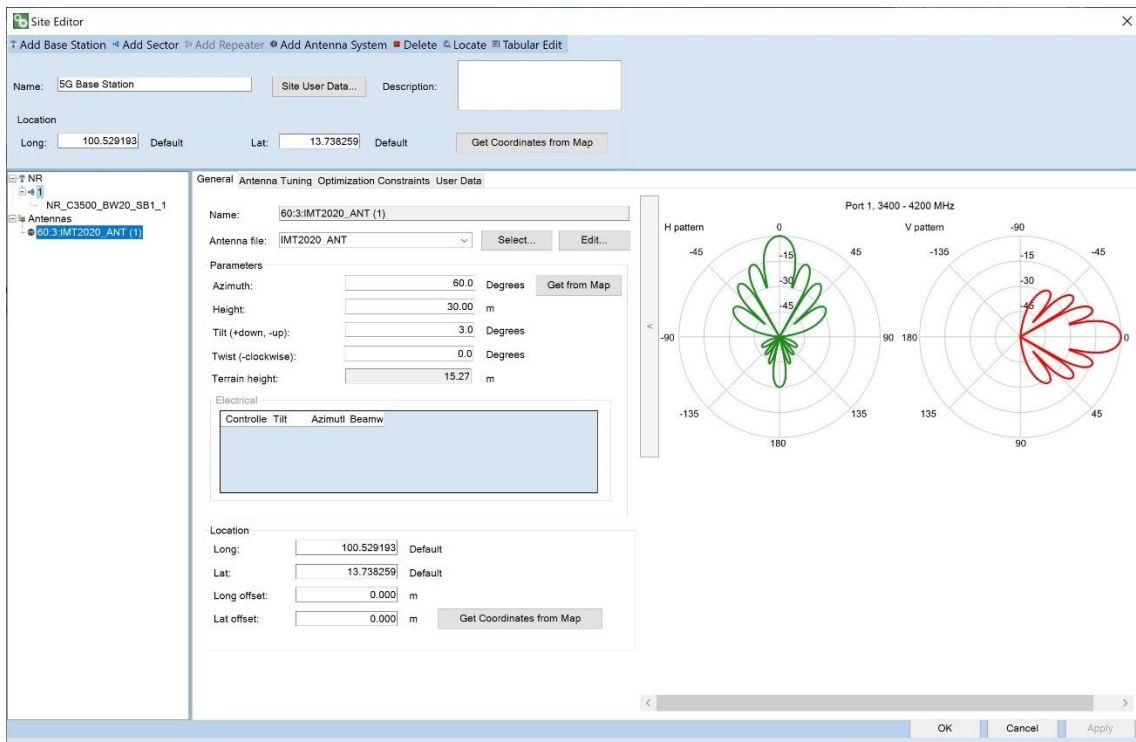 Site Editor
Add Base Station Add Sector Add Repeater Add Antenna System Delete Locate Tabular Edit
Name: 5G Base Station Site User Data... Description:
Location
Long: 100.529193 Default Lat: 13.738259 Default Get Coordinates from Map
NR
1
NR_C3500_BW20_SB1_1
Antennas
60:3:IMT2020_ANT (1)
General Antenna Tuning Optimization Constraints User Data
Name: 60:3:IMT2020_ANT (1)
Antenna file: IMT2020_ANT Select... Edit...
Parameters
Azimuth: 60.0 Degrees Get from Map
Height: 30.00 m
Tilt (+down, -up): 3.0 Degrees
Twist (-clockwise): 0.0 Degrees
Terrain height: 15.27 m
Electrical
Controlle Tilt Azimutl Beamw
Location
Long: 100.529193 Default
Lat: 13.738259 Default
Long offset: 0.000 m
Lat offset: 0.000 m Get Coordinates from Map
<
Port 1, 3400 - 4200 MHz
H pattern 0
-45 -15 45
-30
-45
-90 90
-135 135
180
V pattern -90
-135 -15 -45
-30
-45
180 0
135 45
90
OK Cancel Apply